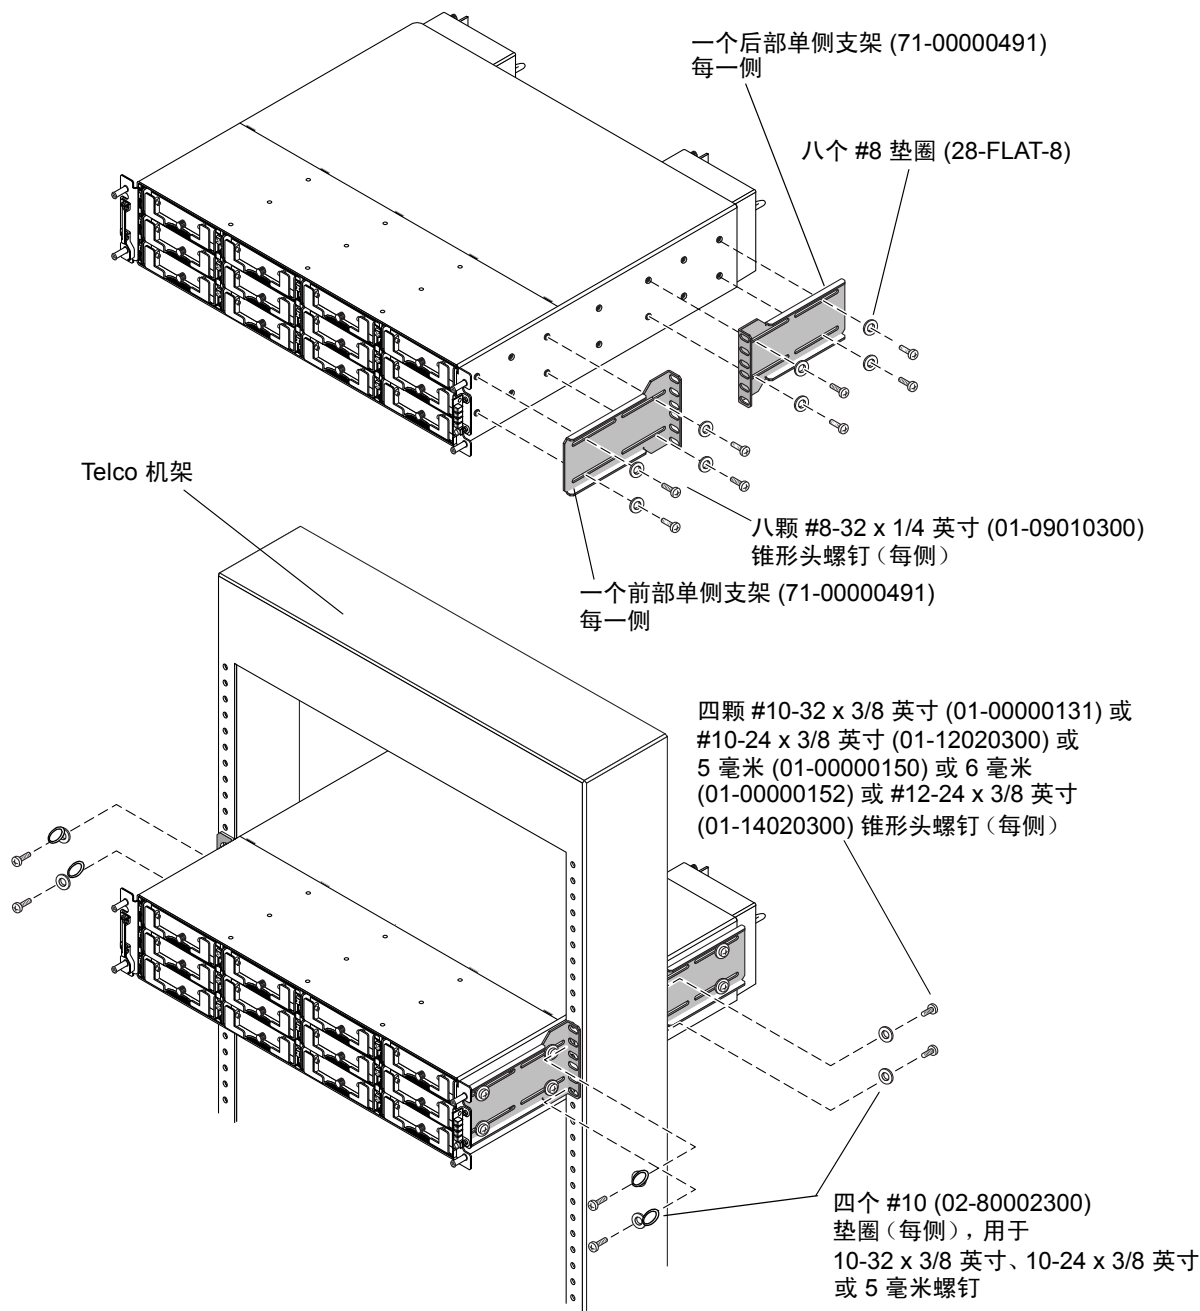 一个后部单侧支架 (71-00000491)
每一侧
八个 #8 垫圈 (28-FLAT-8)
Telco 机架
八颗 #8-32 x 1/4 英寸 (01-09010300)
锥形头螺钉（每侧）
一个前部单侧支架 (71-00000491)
每一侧
四颗 #10-32 x 3/8 英寸 (01-00000131) 或
#10-24 x 3/8 英寸 (01-12020300) 或
5 毫米 (01-00000150) 或 6 毫米
(01-00000152) 或 #12-24 x 3/8 英寸
(01-14020300) 锥形头螺钉（每侧）
四个 #10 (02-80002300)
垫圈（每侧），用于
10-32 x 3/8 英寸、10-24 x 3/8 英寸
或 5 毫米螺钉